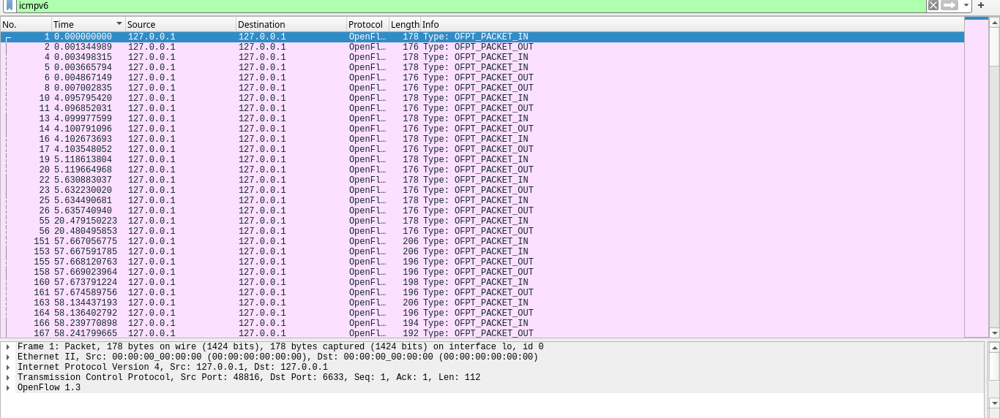 icmpv6
No. Time Source Destination Protocol Length Info
1 0.000000000 127.0.0.1 127.0.0.1 OpenFl… 178 Type: OFPT_PACKET_IN
2 0.001344989 127.0.0.1 127.0.0.1 OpenFl… 176 Type: OFPT_PACKET_OUT
4 0.003498315 127.0.0.1 127.0.0.1 OpenFl… 178 Type: OFPT_PACKET_IN
5 0.003665794 127.0.0.1 127.0.0.1 OpenFl… 178 Type: OFPT_PACKET_IN
6 0.004867149 127.0.0.1 127.0.0.1 OpenFl… 176 Type: OFPT_PACKET_OUT
8 0.007002835 127.0.0.1 127.0.0.1 OpenFl… 176 Type: OFPT_PACKET_OUT
10 4.095795420 127.0.0.1 127.0.0.1 OpenFl… 178 Type: OFPT_PACKET_IN
11 4.096852031 127.0.0.1 127.0.0.1 OpenFl… 176 Type: OFPT_PACKET_OUT
13 4.099977599 127.0.0.1 127.0.0.1 OpenFl… 178 Type: OFPT_PACKET_IN
14 4.100791096 127.0.0.1 127.0.0.1 OpenFl… 176 Type: OFPT_PACKET_OUT
16 4.102673693 127.0.0.1 127.0.0.1 OpenFl… 178 Type: OFPT_PACKET_IN
17 4.103548052 127.0.0.1 127.0.0.1 OpenFl… 176 Type: OFPT_PACKET_OUT
19 5.118613804 127.0.0.1 127.0.0.1 OpenFl… 178 Type: OFPT_PACKET_IN
20 5.119664968 127.0.0.1 127.0.0.1 OpenFl… 176 Type: OFPT_PACKET_OUT
22 5.630883037 127.0.0.1 127.0.0.1 OpenFl… 178 Type: OFPT_PACKET_IN
23 5.632230020 127.0.0.1 127.0.0.1 OpenFl… 176 Type: OFPT_PACKET_OUT
25 5.634490681 127.0.0.1 127.0.0.1 OpenFl… 178 Type: OFPT_PACKET_IN
26 5.635740940 127.0.0.1 127.0.0.1 OpenFl… 176 Type: OFPT_PACKET_OUT
55 20.479150223 127.0.0.1 127.0.0.1 OpenFl… 178 Type: OFPT_PACKET_IN
56 20.480495853 127.0.0.1 127.0.0.1 OpenFl… 176 Type: OFPT_PACKET_OUT
151 57.667056775 127.0.0.1 127.0.0.1 OpenFl… 206 Type: OFPT_PACKET_IN
153 57.667591785 127.0.0.1 127.0.0.1 OpenFl… 206 Type: OFPT_PACKET_IN
155 57.668120763 127.0.0.1 127.0.0.1 OpenFl… 196 Type: OFPT_PACKET_OUT
158 57.669023964 127.0.0.1 127.0.0.1 OpenFl… 196 Type: OFPT_PACKET_OUT
160 57.673791224 127.0.0.1 127.0.0.1 OpenFl… 198 Type: OFPT_PACKET_IN
161 57.674589756 127.0.0.1 127.0.0.1 OpenFl… 196 Type: OFPT_PACKET_OUT
163 58.134437193 127.0.0.1 127.0.0.1 OpenFl… 206 Type: OFPT_PACKET_IN
164 58.136402792 127.0.0.1 127.0.0.1 OpenFl… 196 Type: OFPT_PACKET_OUT
166 58.239770898 127.0.0.1 127.0.0.1 OpenFl… 194 Type: OFPT_PACKET_IN
167 58.241799665 127.0.0.1 127.0.0.1 OpenFl… 192 Type: OFPT_PACKET_OUT
Frame 1: Packet, 178 bytes on wire (1424 bits), 178 bytes captured (1424 bits) on interface lo, id 0
Ethernet II, Src: 00:00:00_00:00:00 (00:00:00:00:00:00), Dst: 00:00:00_00:00:00 (00:00:00:00:00:00)
Internet Protocol Version 4, Src: 127.0.0.1, Dst: 127.0.0.1
Transmission Control Protocol, Src Port: 48816, Dst Port: 6633, Seq: 1, Ack: 1, Len: 112
OpenFlow 1.3